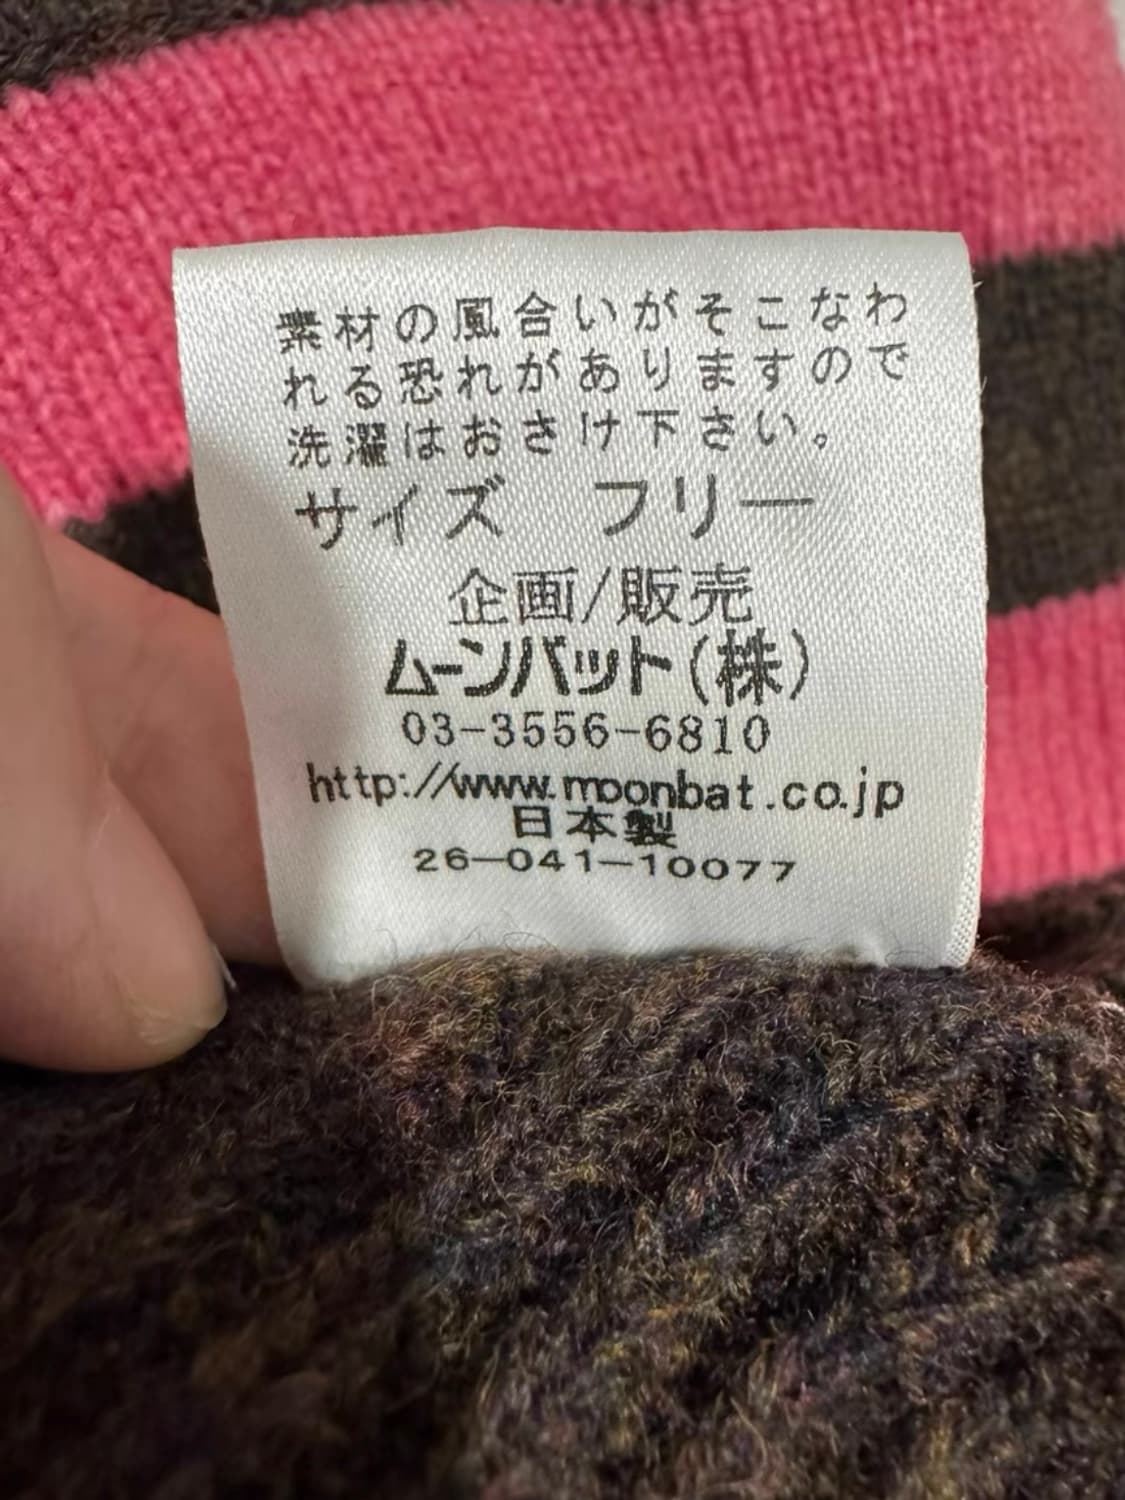 素材の風合いがそこなわ
れる恐れがありますので
洗濯はおさけ下さい。
サイズ　フリー
企画/販売
ムーンバット(株)
03-3556-6810
http://www.moonbat.co.jp
日本製
26-041-10077